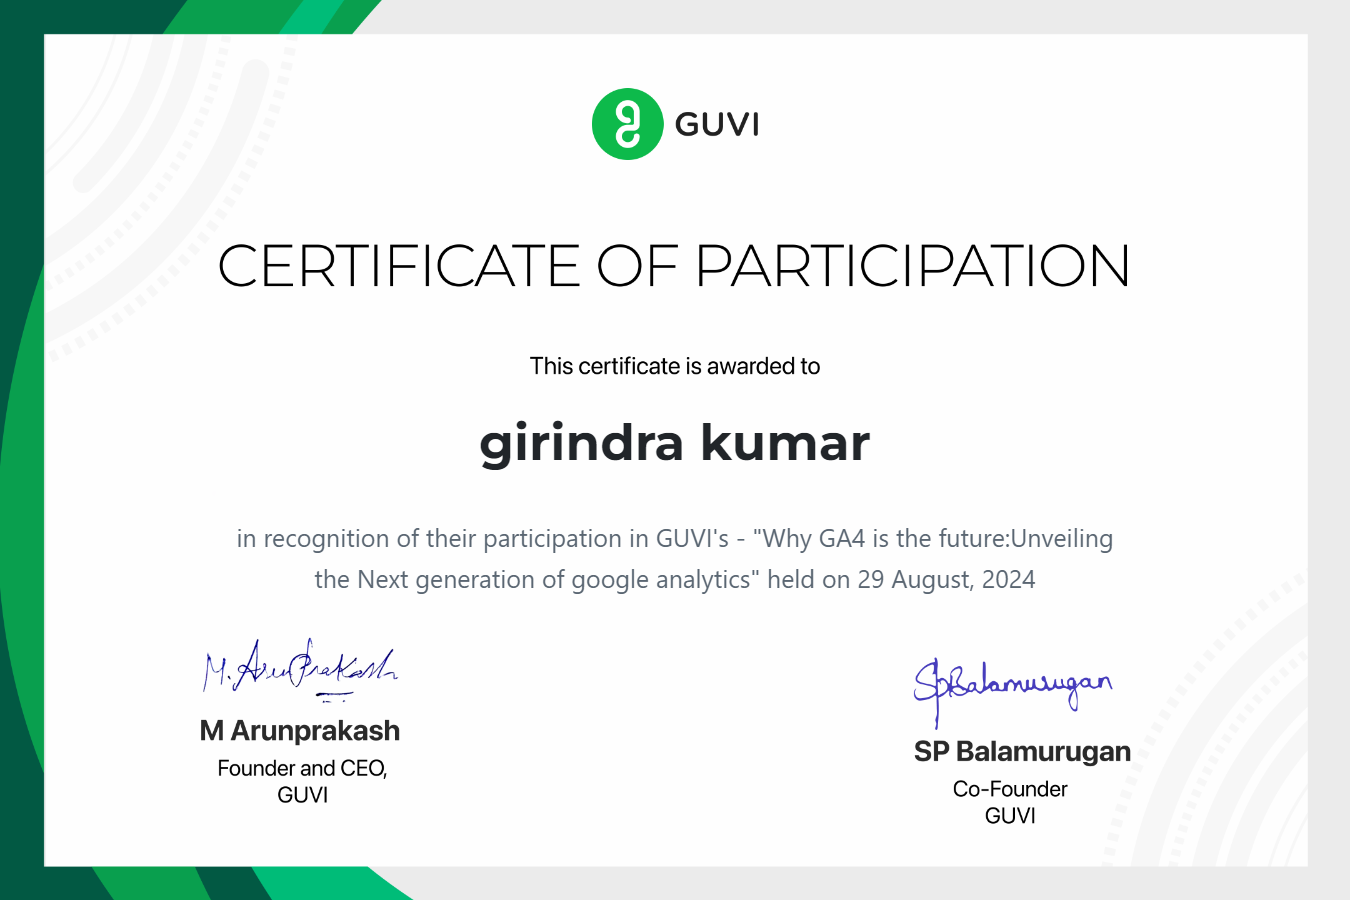 GUVI
CERTIFICATE OF PARTICIPATION
This certificate is awarded to
girindra kumar
in recognition of their participation in GUVI's - "Why GA4 is the future:Unveiling
the Next generation of google analytics" held on 29 August, 2024
M. ArunPrakash
SpBalamurugan
M Arunprakash
SP Balamurugan
Founder and CEO,
GUVI
Co-Founder
GUVI